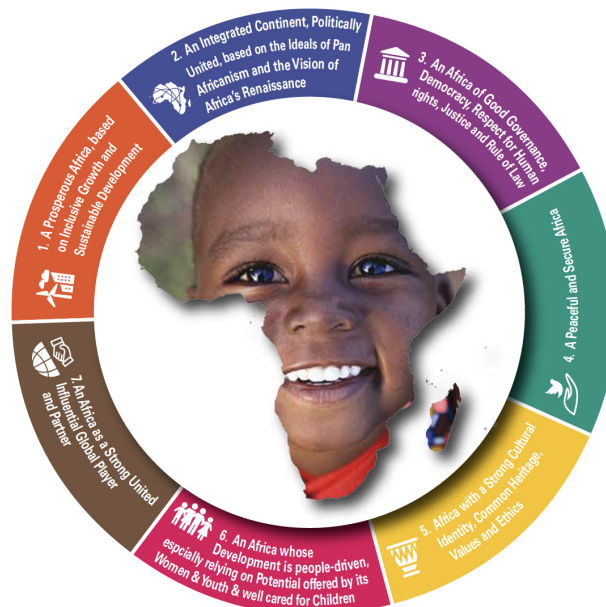 1. A Prosperous Africa, based
on Inclusive Growth and
Sustainable Development
2. An Integrated Continent, Politically
United, based on the Ideals of Pan
Africanism and the Vision of
Africa's Renaissance
3. An Africa of Good Governance,
Democracy, Respect for Human
rights, Justice and Rule of Law
4. A Peaceful and Secure Africa
5. Africa with a Strong Cultural
Identity, Common Heritage,
Values and Ethics
6. An Africa whose
Development is people-driven,
espcially relying on Potential offered by its
Women & Youth & well cared for Children
7. An Africa as a Strong United
Influential Global Player
and Partner